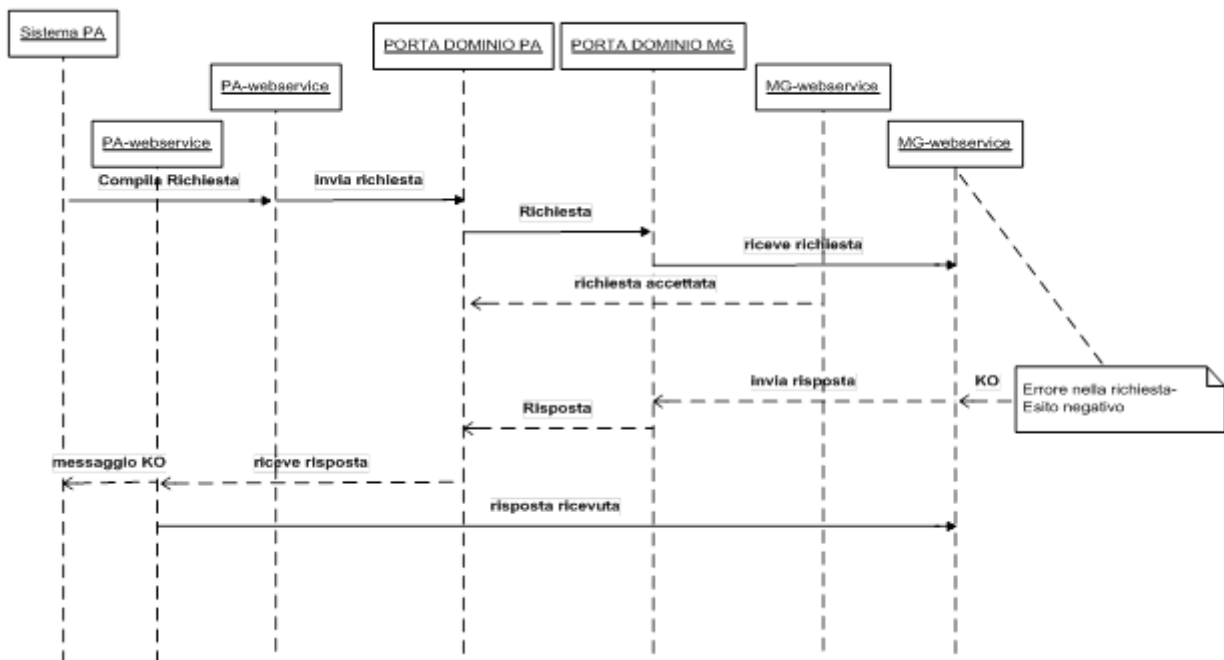 Sistema PA
PORTA DOMINIO PA
PORTA DOMINIO MG
PA-webservice
MG-webservice
PA-webservice
MG-webservice
Compila Richiesta
Invia richiesta
Richiesta
riceve richiesta
richiesta accettata
Invia risposta
KO
Errore nella richiesta-
Esito negativo
Risposta
messaggio KO
riceve risposta
risposta ricevuta